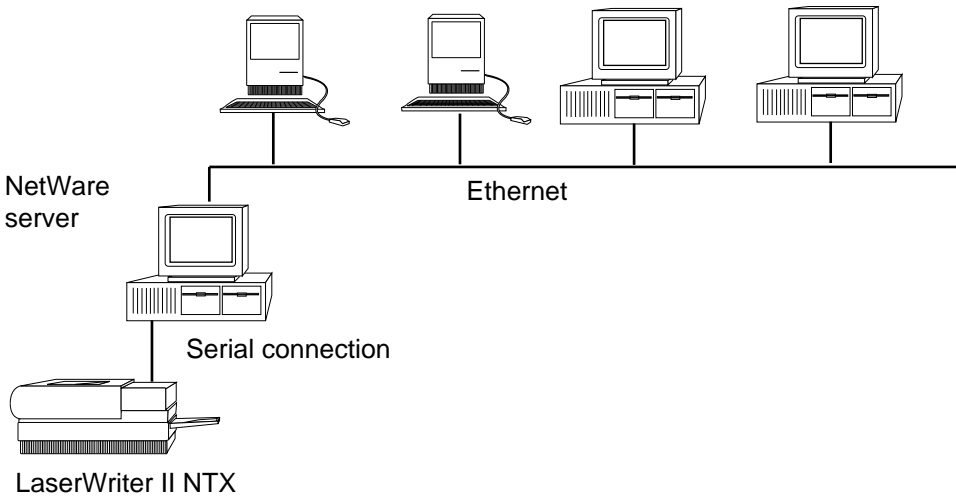 NetWare
server
Ethernet
Serial connection
LaserWriter II NTX